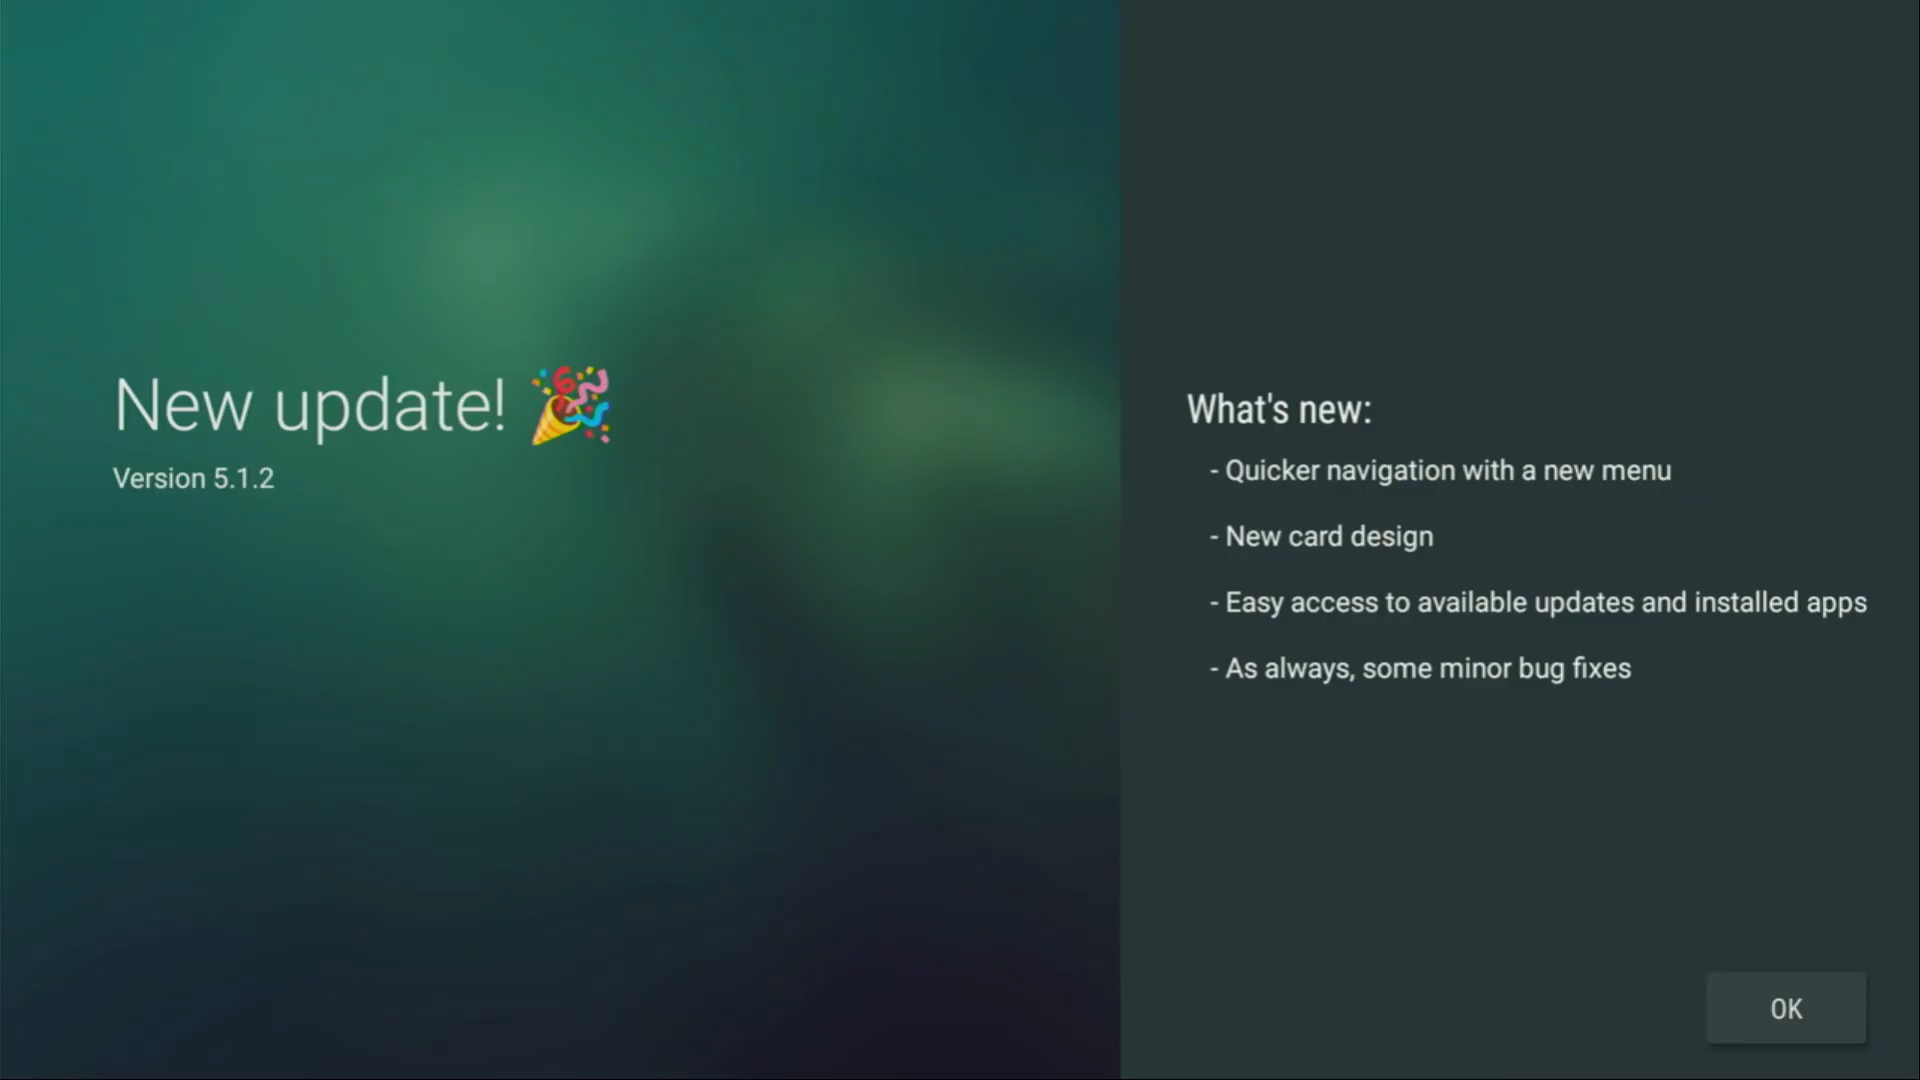 New update! 🎉
Version 5.1.2
What's new:
- Quicker navigation with a new menu
- New card design
- Easy access to available updates and installed apps
- As always, some minor bug fixes
OK